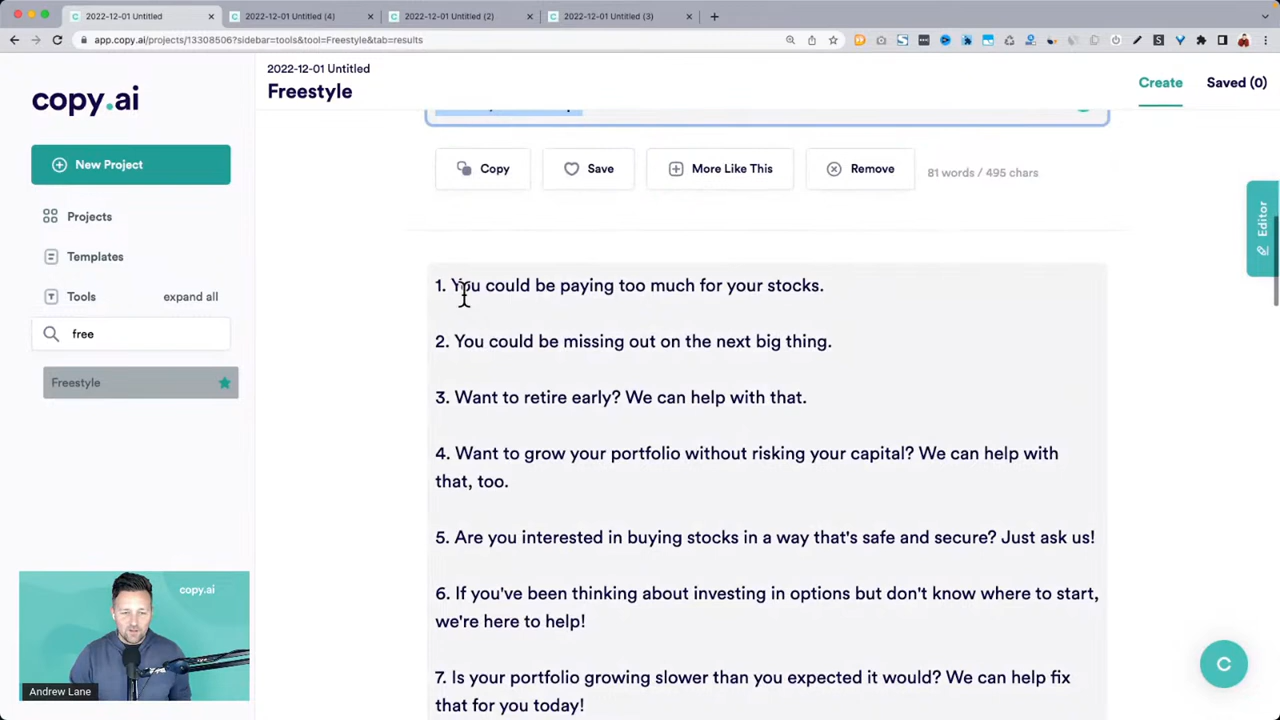 2022-12-01 Untitled
2022-12-01 Untitled (4)
2022-12-01 Untitled (2)
2022-12-01 Untitled (3)
app.copy.ai/projects/13308506?sidebar=tools&tool=Freestyle&tab=results
copy.ai
2022-12-01 Untitled
Freestyle
Create
Saved (0)
New Project
Projects
Templates
Tools
expand all
free
Freestyle
Copy
Save
More Like This
Remove
81 words / 495 chars
Editor
1. You could be paying too much for your stocks.
2. You could be missing out on the next big thing.
3. Want to retire early? We can help with that.
4. Want to grow your portfolio without risking your capital? We can help with
that, too.
5. Are you interested in buying stocks in a way that's safe and secure? Just ask us!
6. If you've been thinking about investing in options but don't know where to start,
we're here to help!
7. Is your portfolio growing slower than you expected it would? We can help fix
that for you today!
copy.ai
Andrew Lane
C